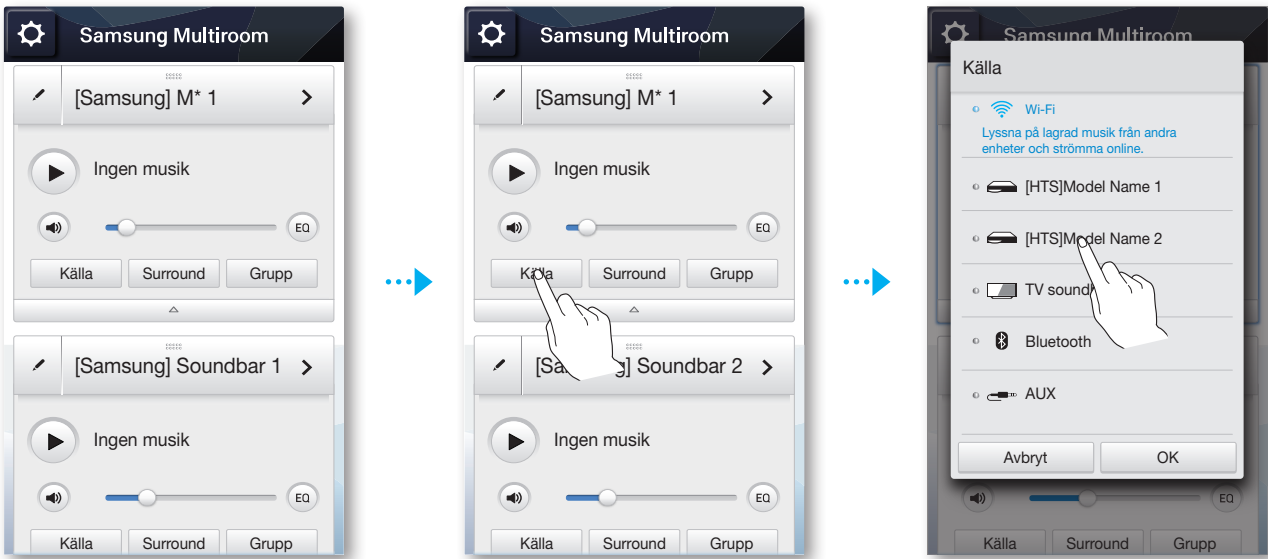 Samsung Multiroom
[Samsung] M* 1
Ingen musik
EQ
Källa Surround Grupp
[Samsung] Soundbar 1
Ingen musik
EQ
Källa Surround Grupp
Samsung Multiroom
[Samsung] M* 1
Ingen musik
EQ
Källa Surround Grupp
Soundbar 2
Ingen musik
EQ
Källa Surround Grupp
Samsung Multiroom
Källa
Wi-Fi
Lyssna på lagrad musik från andra
enheter och strömma online.
[HTS]Model Name 1
[HTS]Model Name 2
TV
Bluetooth
AUX
Avbryt OK
EQ
Källa Surround Grupp